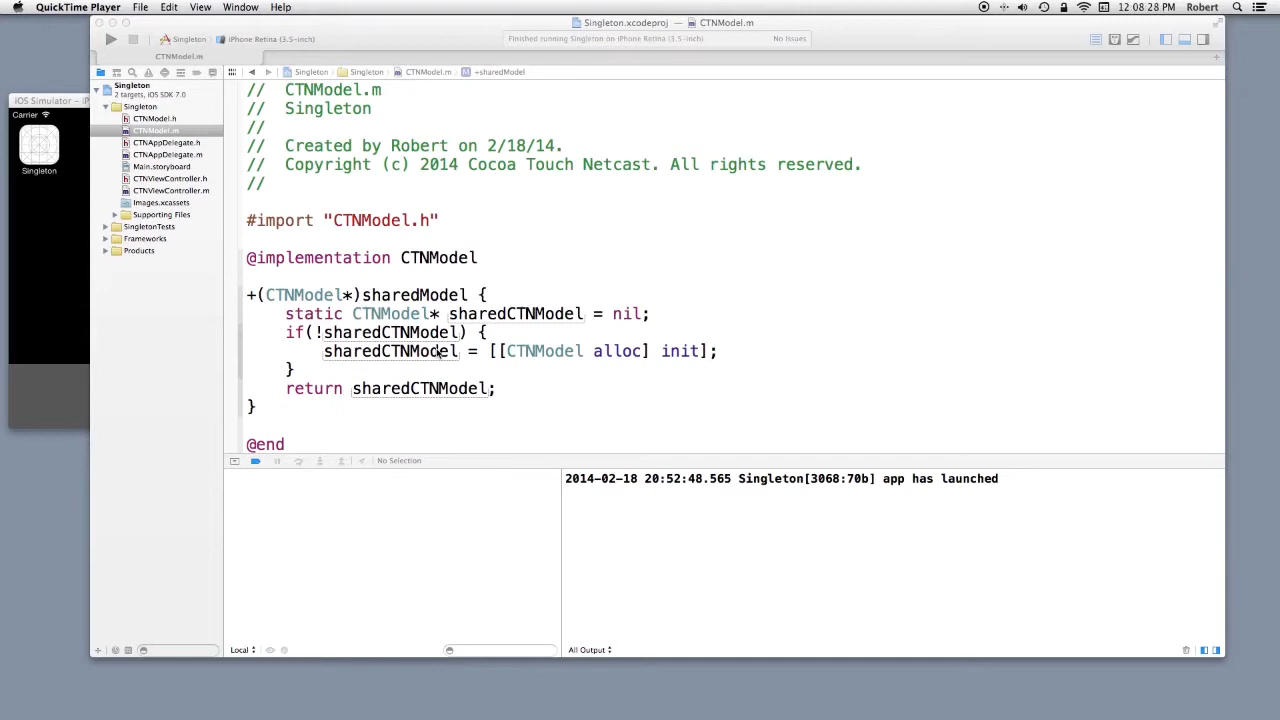 QuickTime Player File Edit View Window Help 12:08:28 PM Robert
Singleton.xcodeproj — CTNModel.m
Singleton iPhone Retina (3.5-inch) Finished running Singleton on iPhone Retina (3.5-inch) No Issues
CTNModel.m
Singleton Singleton CTNModel.m +sharedModel
Singleton
2 targets, iOS SDK 7.0
Singleton
CTNModel.h
CTNModel.m
CTNAppDelegate.h
CTNAppDelegate.m
Main.storyboard
CTNViewController.h
CTNViewController.m
Images.xcassets
Supporting Files
SingletonTests
Frameworks
Products
iOS Simulator – iP
Carrier
Singleton
// CTNModel.m
// Singleton
//
// Created by Robert on 2/18/14.
// Copyright (c) 2014 Cocoa Touch Netcast. All rights reserved.
//
#import "CTNModel.h"
@implementation CTNModel
+(CTNModel*)sharedModel {
static CTNModel* sharedCTNModel = nil;
if(!sharedCTNModel) {
sharedCTNModel = [[CTNModel alloc] init];
}
return sharedCTNModel;
}
@end
No Selection
2014-02-18 20:52:48.565 Singleton[3068:70b] app has launched
Local
All Output